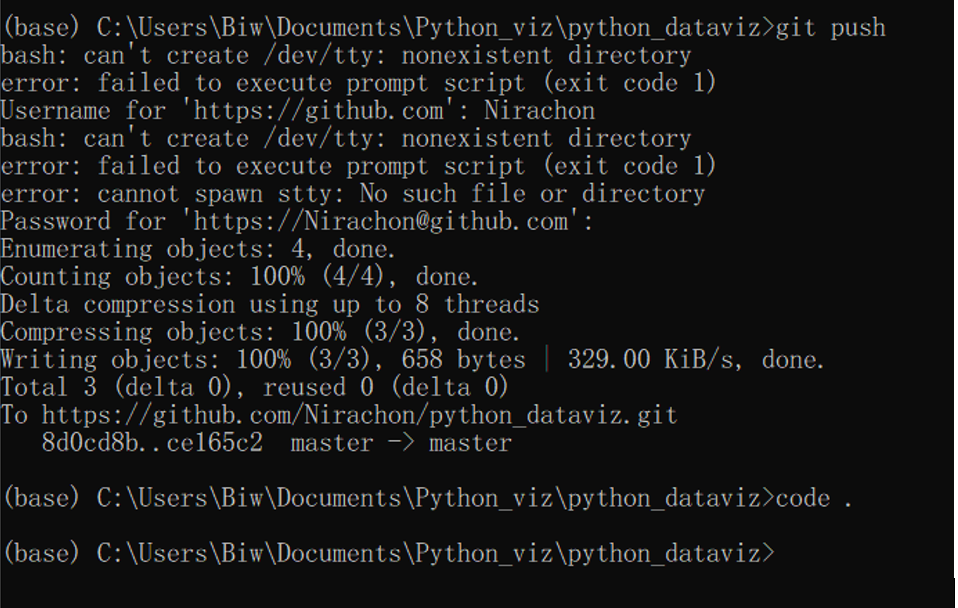 (base) C:\Users\Biw\Documents\Python_viz\python_dataviz>git push
bash: can't create /dev/tty: nonexistent directory
error: failed to execute prompt script (exit code 1)
Username for 'https://github.com': Nirachon
bash: can't create /dev/tty: nonexistent directory
error: failed to execute prompt script (exit code 1)
error: cannot spawn stty: No such file or directory
Password for 'https://Nirachon@github.com':
Enumerating objects: 4, done.
Counting objects: 100% (4/4), done.
Delta compression using up to 8 threads
Compressing objects: 100% (3/3), done.
Writing objects: 100% (3/3), 658 bytes | 329.00 KiB/s, done.
Total 3 (delta 0), reused 0 (delta 0)
To https://github.com/Nirachon/python_dataviz.git
   8d0cd8b..ce165c2  master -> master
(base) C:\Users\Biw\Documents\Python_viz\python_dataviz>code .
(base) C:\Users\Biw\Documents\Python_viz\python_dataviz>